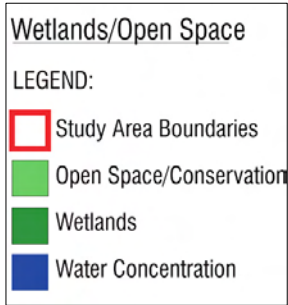 Wetlands/Open Space
LEGEND:
Study Area Boundaries
Open Space/Conservation
Wetlands
Water Concentration